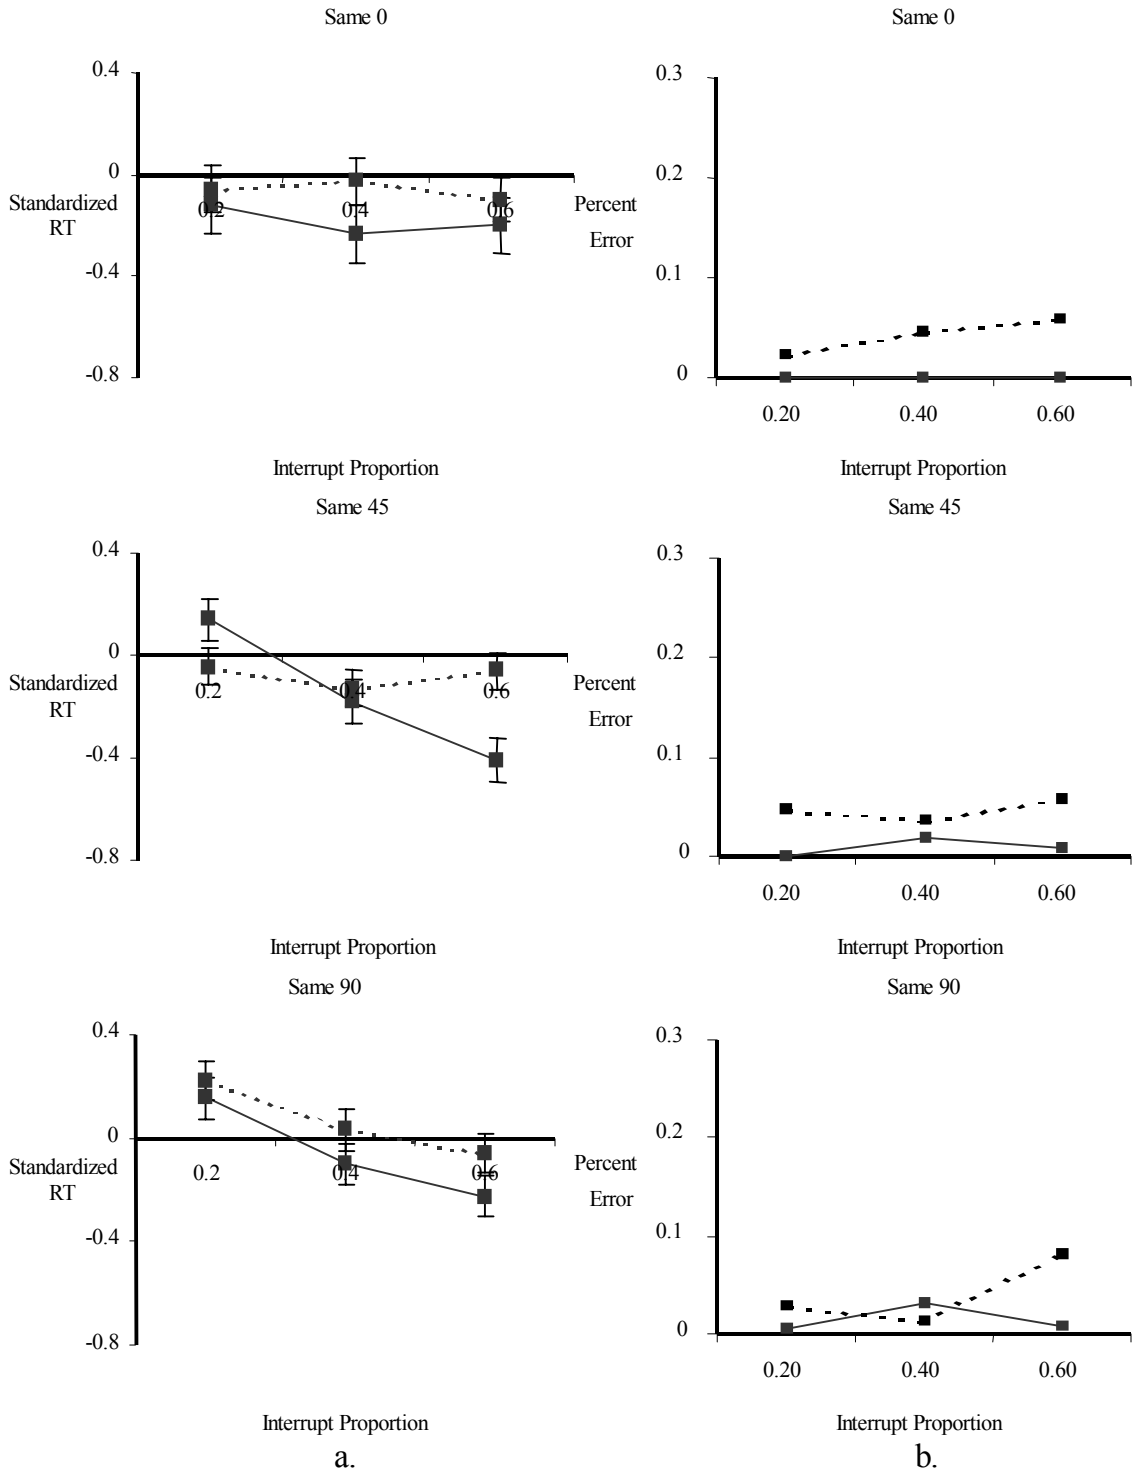 Same 0
0.4
0
-0.4
-0.8
Standardized
RT
0.2
0.4
0.6
Interrupt Proportion
Same 0
0.3
0.2
0.1
0
Percent
Error
0.20
0.40
0.60
Interrupt Proportion
Same 45
0.4
0
-0.4
-0.8
Standardized
RT
0.2
0.4
0.6
Interrupt Proportion
Same 45
0.3
0.2
0.1
0
Percent
Error
0.20
0.40
0.60
Interrupt Proportion
Same 90
0.4
0
-0.4
-0.8
Standardized
RT
0.2
0.4
0.6
Interrupt Proportion
a.
Same 90
0.3
0.2
0.1
0
Percent
Error
0.20
0.40
0.60
Interrupt Proportion
b.